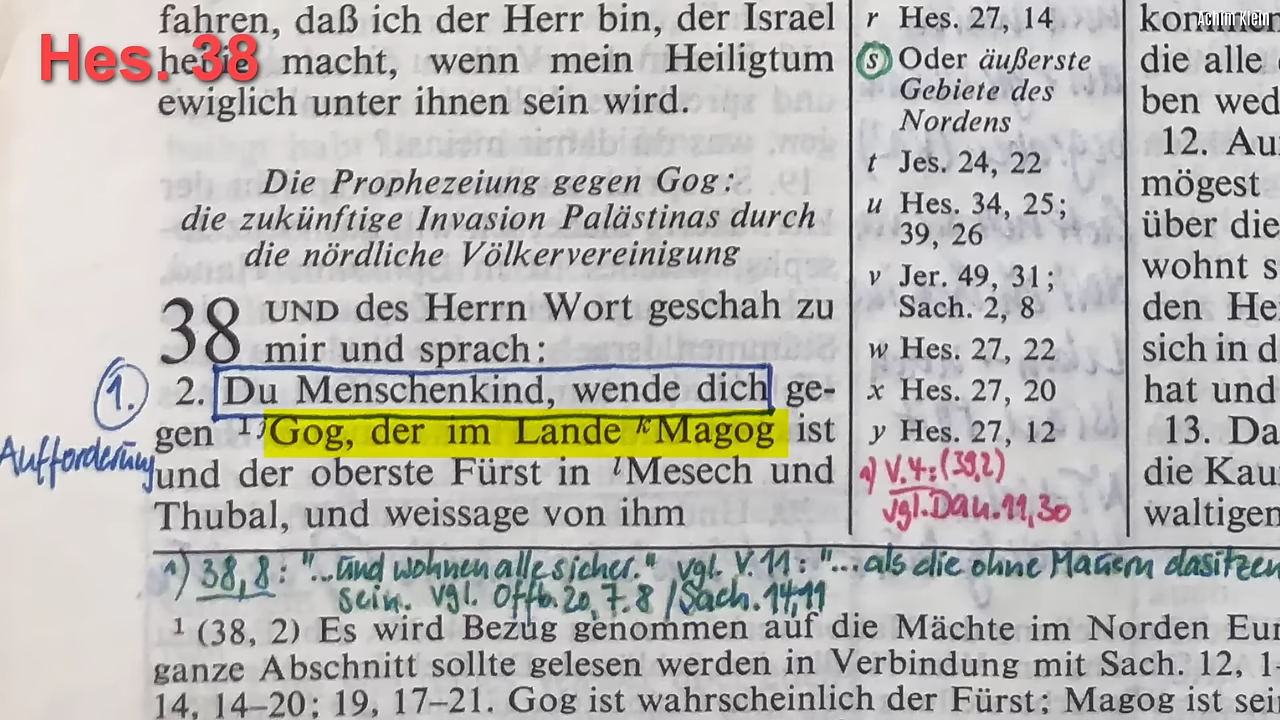 Achim Klein
Hes. 38
fahren, daß ich der Herr bin, der Israel
macht, wenn mein Heiligtum
ewiglich unter ihnen sein wird.
Die Prophezeiung gegen Gog:
die zukünftige Invasion Palästinas durch
die nördliche Völkervereinigung
38 UND des Herrn Wort geschah zu
mir und sprach:
1.
2. Du Menschenkind, wende dich ge-
gen 1 j Gog, der im Lande k Magog ist
Aufforderung
und der oberste Fürst in l Mesech und
Thubal, und weissage von ihm
r Hes. 27, 14
s Oder äußerste
Gebiete des
Nordens
t Jes. 24, 22
u Hes. 34, 25;
39, 26
v Jer. 49, 31;
Sach. 2, 8
w Hes. 27, 22
x Hes. 27, 20
y Hes. 27, 12
1) V. 4: (39,2)
vgl. Dan. 11, 30
die alle
ben wed
12. Au
mögest
über die
wohnt s
den He
sich in d
hat und
13. Da
die Kau
waltigen
1) 38, 8: "...und wohnen alle sicher." vgl. V. 11: "...als die ohne Mauern dasitzen
sein. vgl. Offb. 20, 7.8 / Sach. 14,11
1 (38, 2) Es wird Bezug genommen auf die Mächte im Norden Eur
ganze Abschnitt sollte gelesen werden in Verbindung mit Sach. 12, 1-
14, 14–20; 19, 17–21. Gog ist wahrscheinlich der Fürst; Magog ist sei